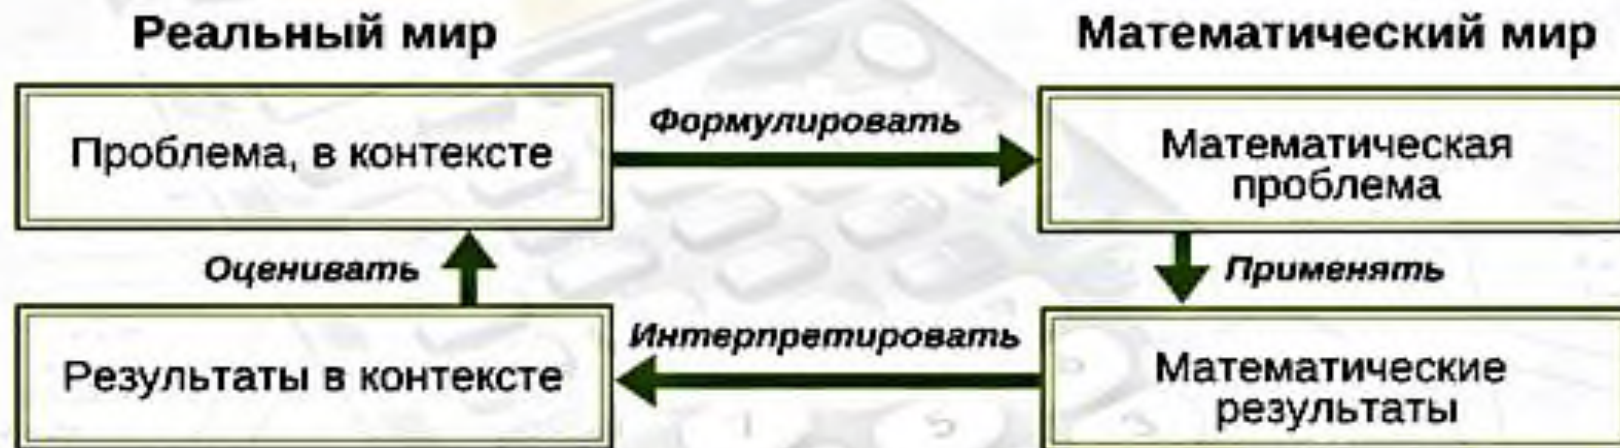 Реальный мир
Математический мир
Проблема, в контексте
Формулировать
Математическая
проблема
Оценивать
Применять
Результаты в контексте
Интерпретировать
Математические
результаты